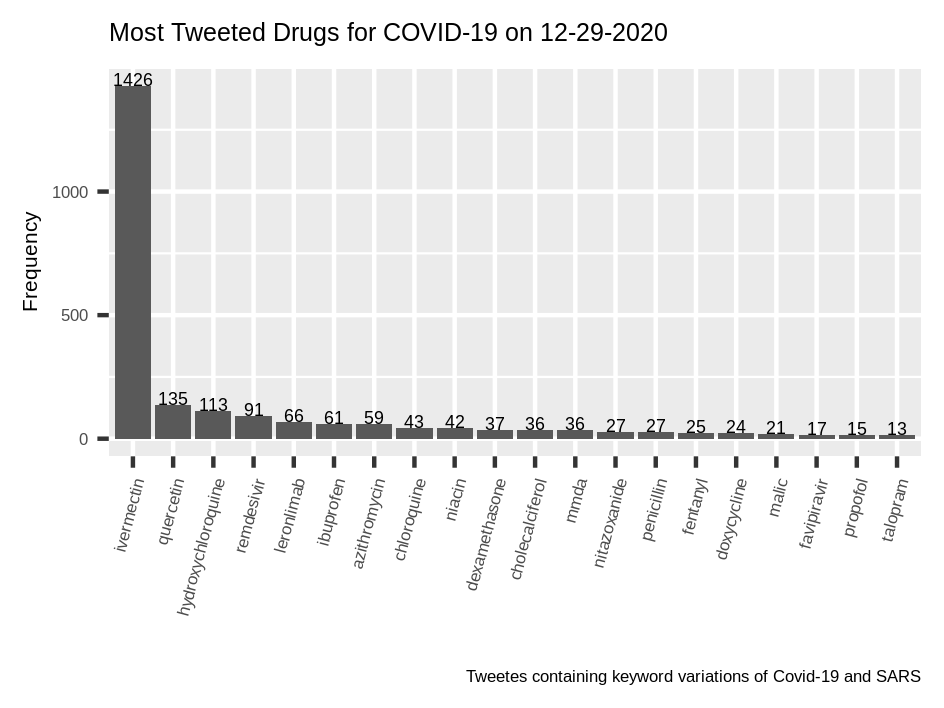 Most Tweeted Drugs for COVID-19 on 12-29-2020
Frequency
1000
500
0
1426
135
113
91
66
61
59
43
42
37
36
36
27
27
25
24
21
17
15
13
ivermectin
quercetin
hydroxychloroquine
remdesivir
leronlimab
ibuprofen
azithromycin
chloroquine
niacin
dexamethasone
cholecalciferol
mmda
nitazoxanide
penicillin
fentanyl
doxycycline
malic
favipiravir
propofol
talopram
Tweetes containing keyword variations of Covid-19 and SARS